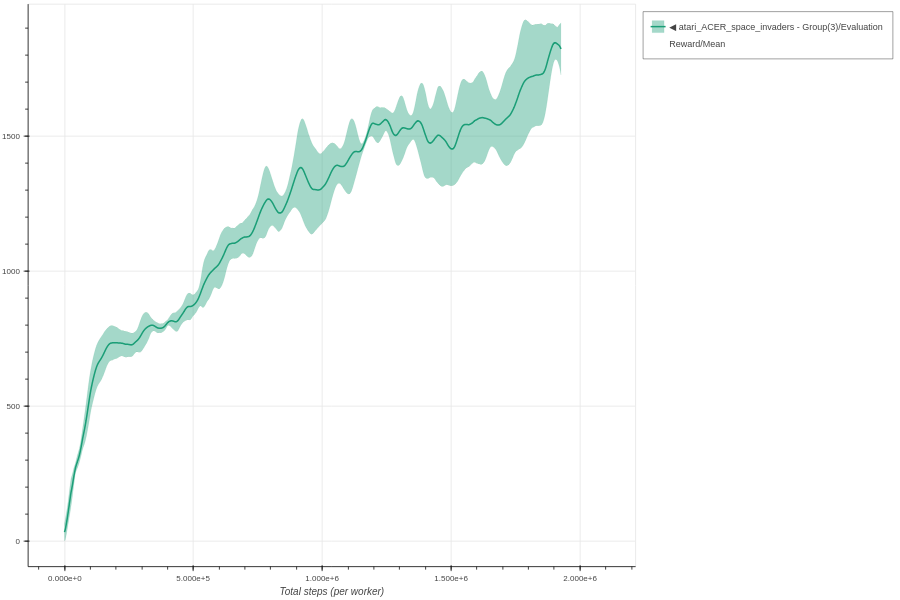 ◀ atari_ACER_space_invaders - Group(3)/Evaluation
Reward/Mean
1500
1000
500
0
0.000e+0 5.000e+5 1.000e+6 1.500e+6 2.000e+6
Total steps (per worker)